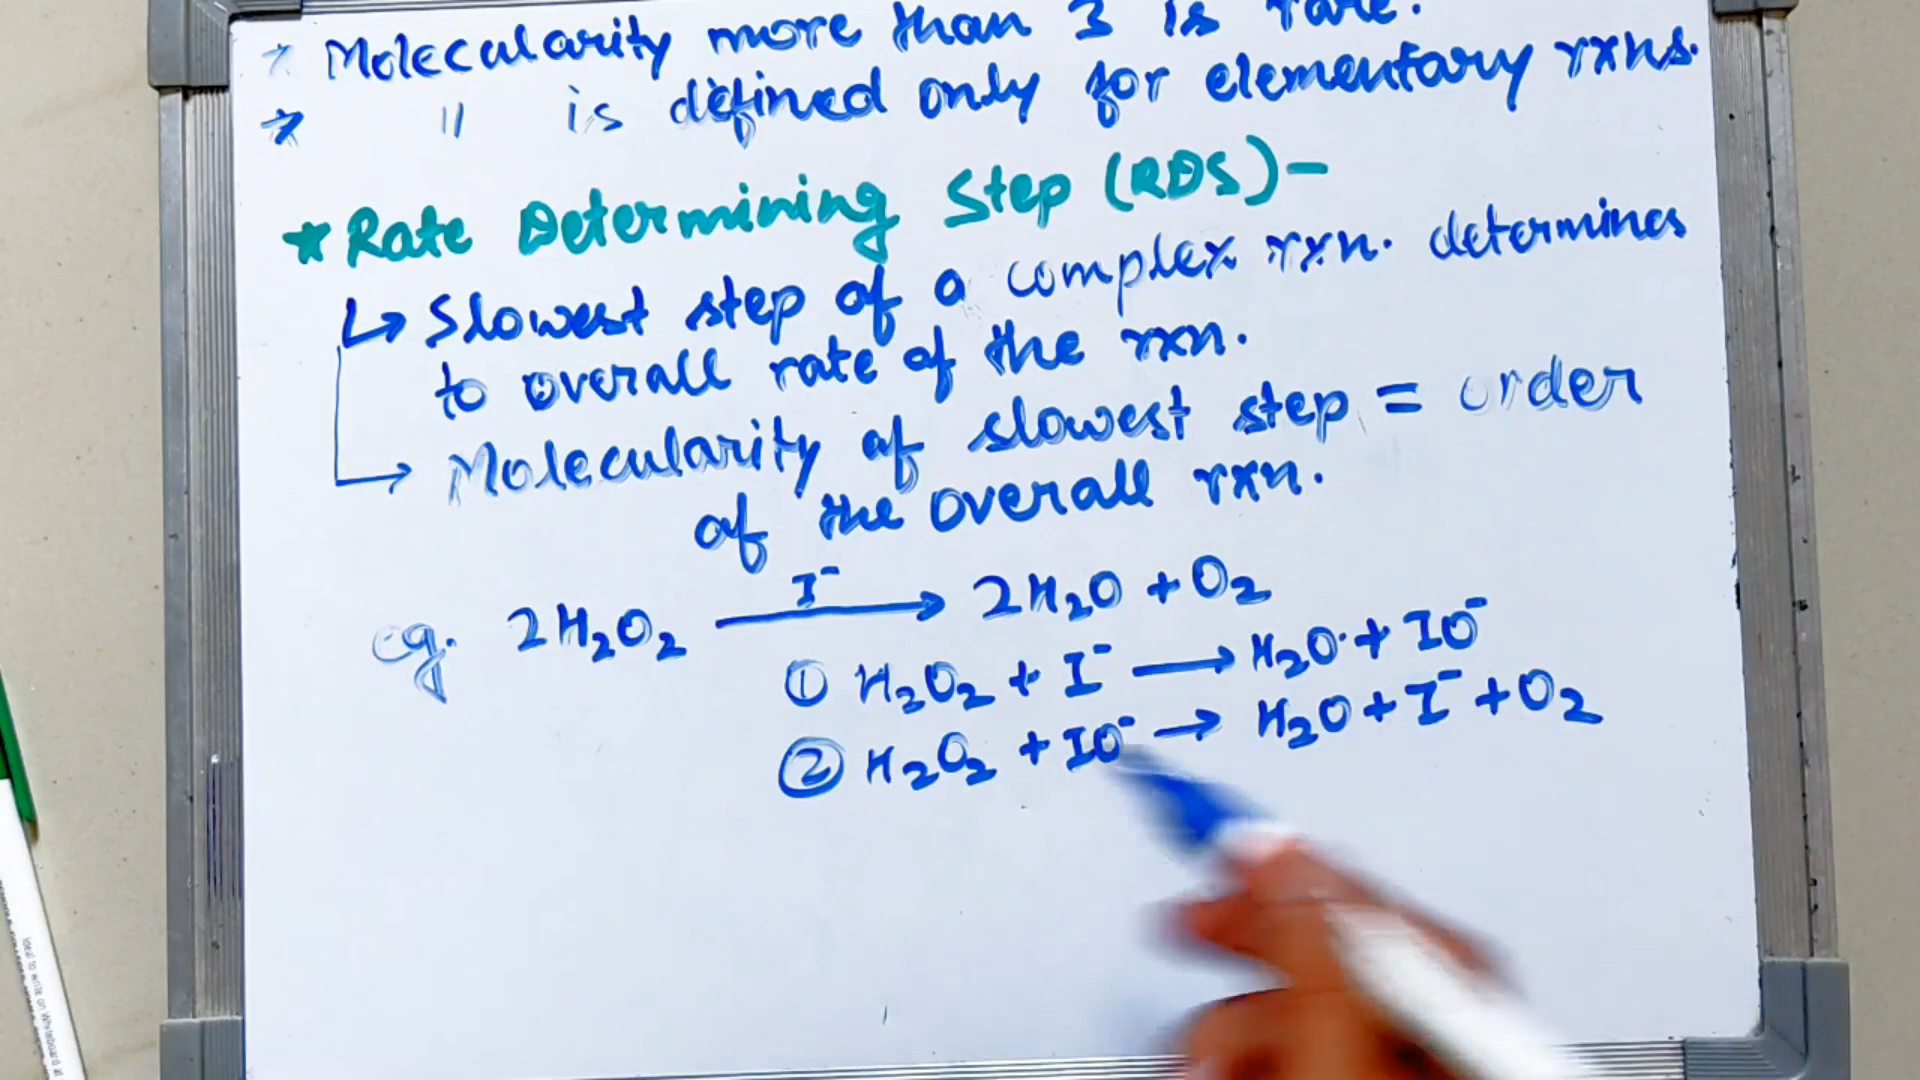 * Molecularity more than 3 is rare.
* " is defined only for elementary rxns.
* Rate Determining Step (RDS) -
↳ Slowest step of a complex rxn. determines
to overall rate of the rxn.
→ Molecularity of slowest step = order
of the overall rxn.
eg. 2H₂O₂ —I⁻→ 2H₂O + O₂
① H₂O₂ + I⁻ → H₂O + IO⁻
② H₂O₂ + IO⁻ → H₂O + I⁻ + O₂